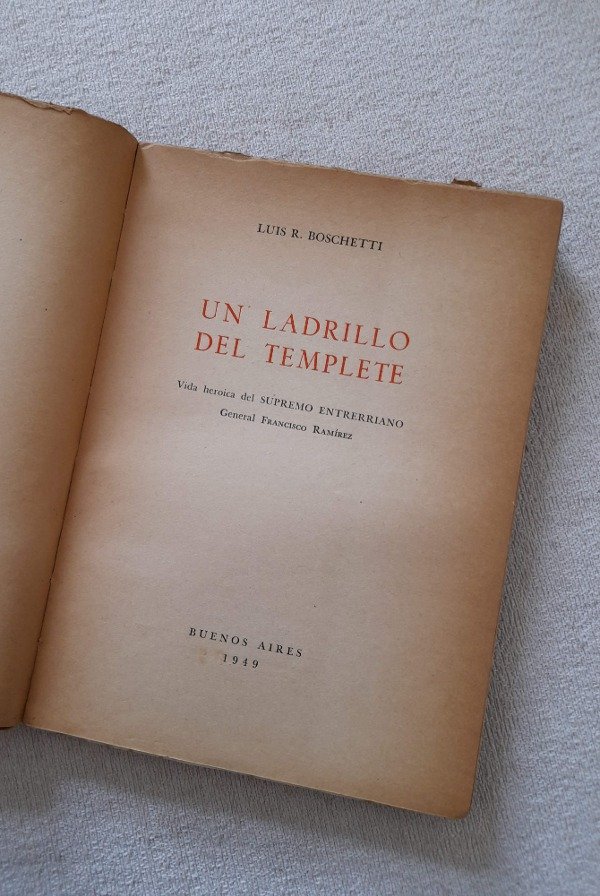 LUIS R. BOSCHETTI
UN LADRILLO
DEL TEMPLETE
Vida heroica del SUPREMO ENTRERRIANO
General FRANCISCO RAMÍREZ
BUENOS AIRES
1949